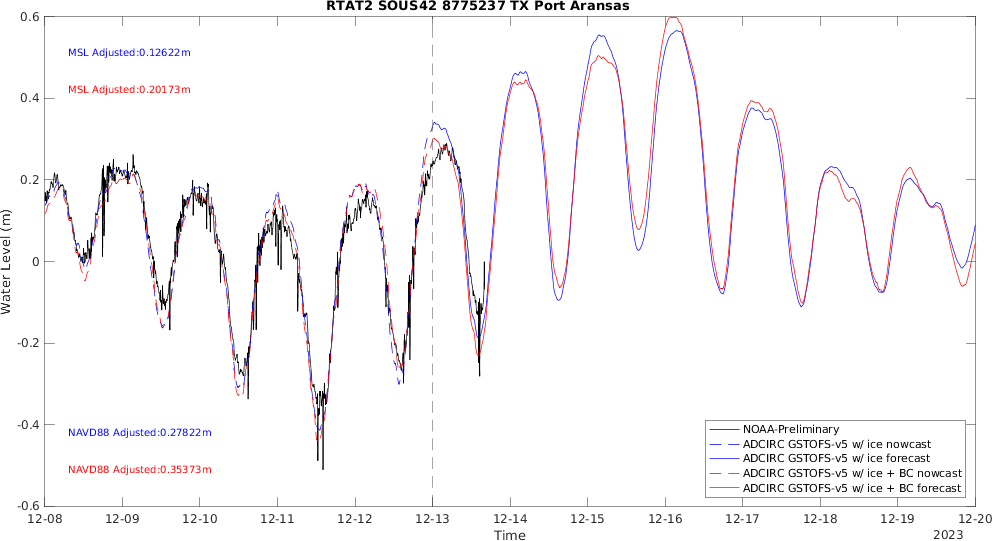 RTAT2 SOUS42 8775237 TX Port Aransas
0.6
MSL Adjusted:0.12622m
MSL Adjusted:0.20173m
0.4
0.2
Water Level (m)
0
-0.2
-0.4
NAVD88 Adjusted:0.27822m
NAVD88 Adjusted:0.35373m
NOAA-Preliminary
ADCIRC GSTOFS-v5 w/ ice nowcast
ADCIRC GSTOFS-v5 w/ ice forecast
ADCIRC GSTOFS-v5 w/ ice + BC nowcast
ADCIRC GSTOFS-v5 w/ ice + BC forecast
-0.6
12-08 12-09 12-10 12-11 12-12 12-13 12-14 12-15 12-16 12-17 12-18 12-19 12-20
Time
2023